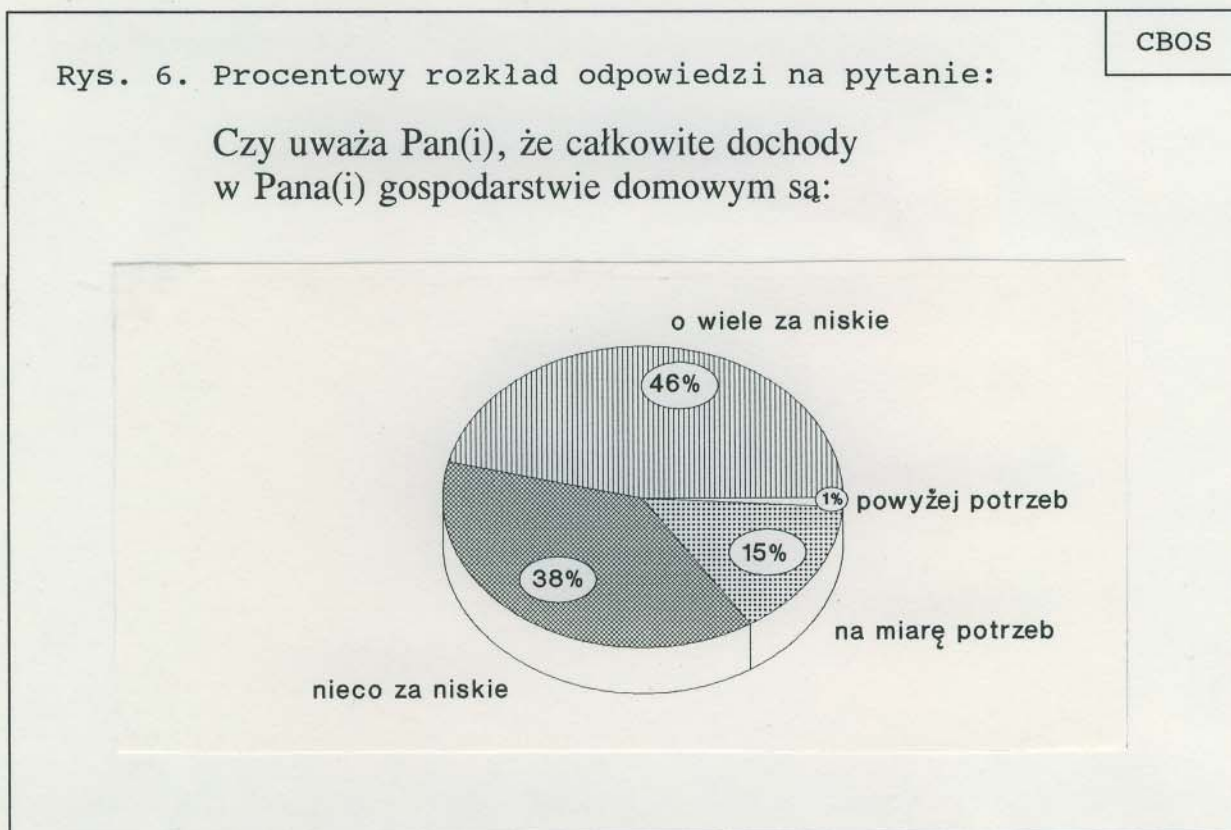 CBOS
Rys. 6. Procentowy rozkład odpowiedzi na pytanie:
Czy uważa Pan(i), że całkowite dochody
w Pana(i) gospodarstwie domowym są:
o wiele za niskie
46%
1% powyżej potrzeb
15%
38%
na miarę potrzeb
nieco za niskie